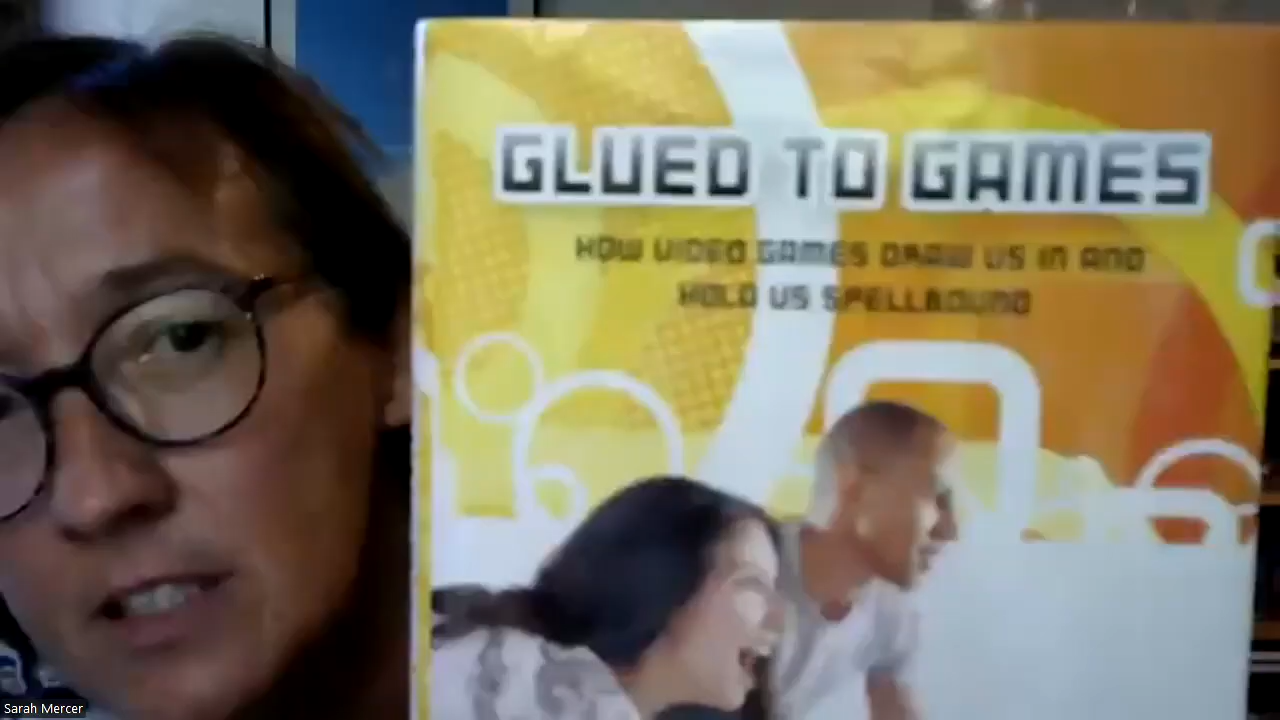 GLUED TO GAMES
HOW VIDEO GAMES DRAW US IN AND
HOLD US SPELLBOUND
Sarah Mercer